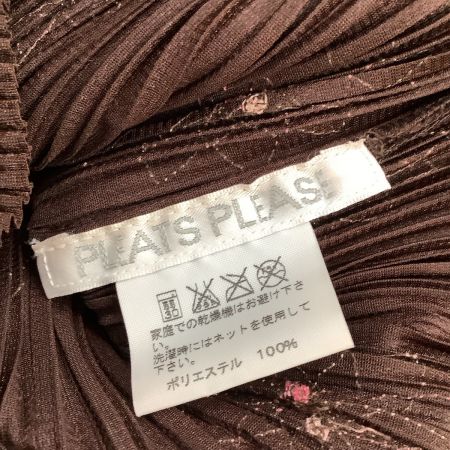 PLEATS PLEASE
家庭での乾燥機はお避け下さ
い。
洗濯時にはネットを使用して
下さい。
ポリエステル 100%